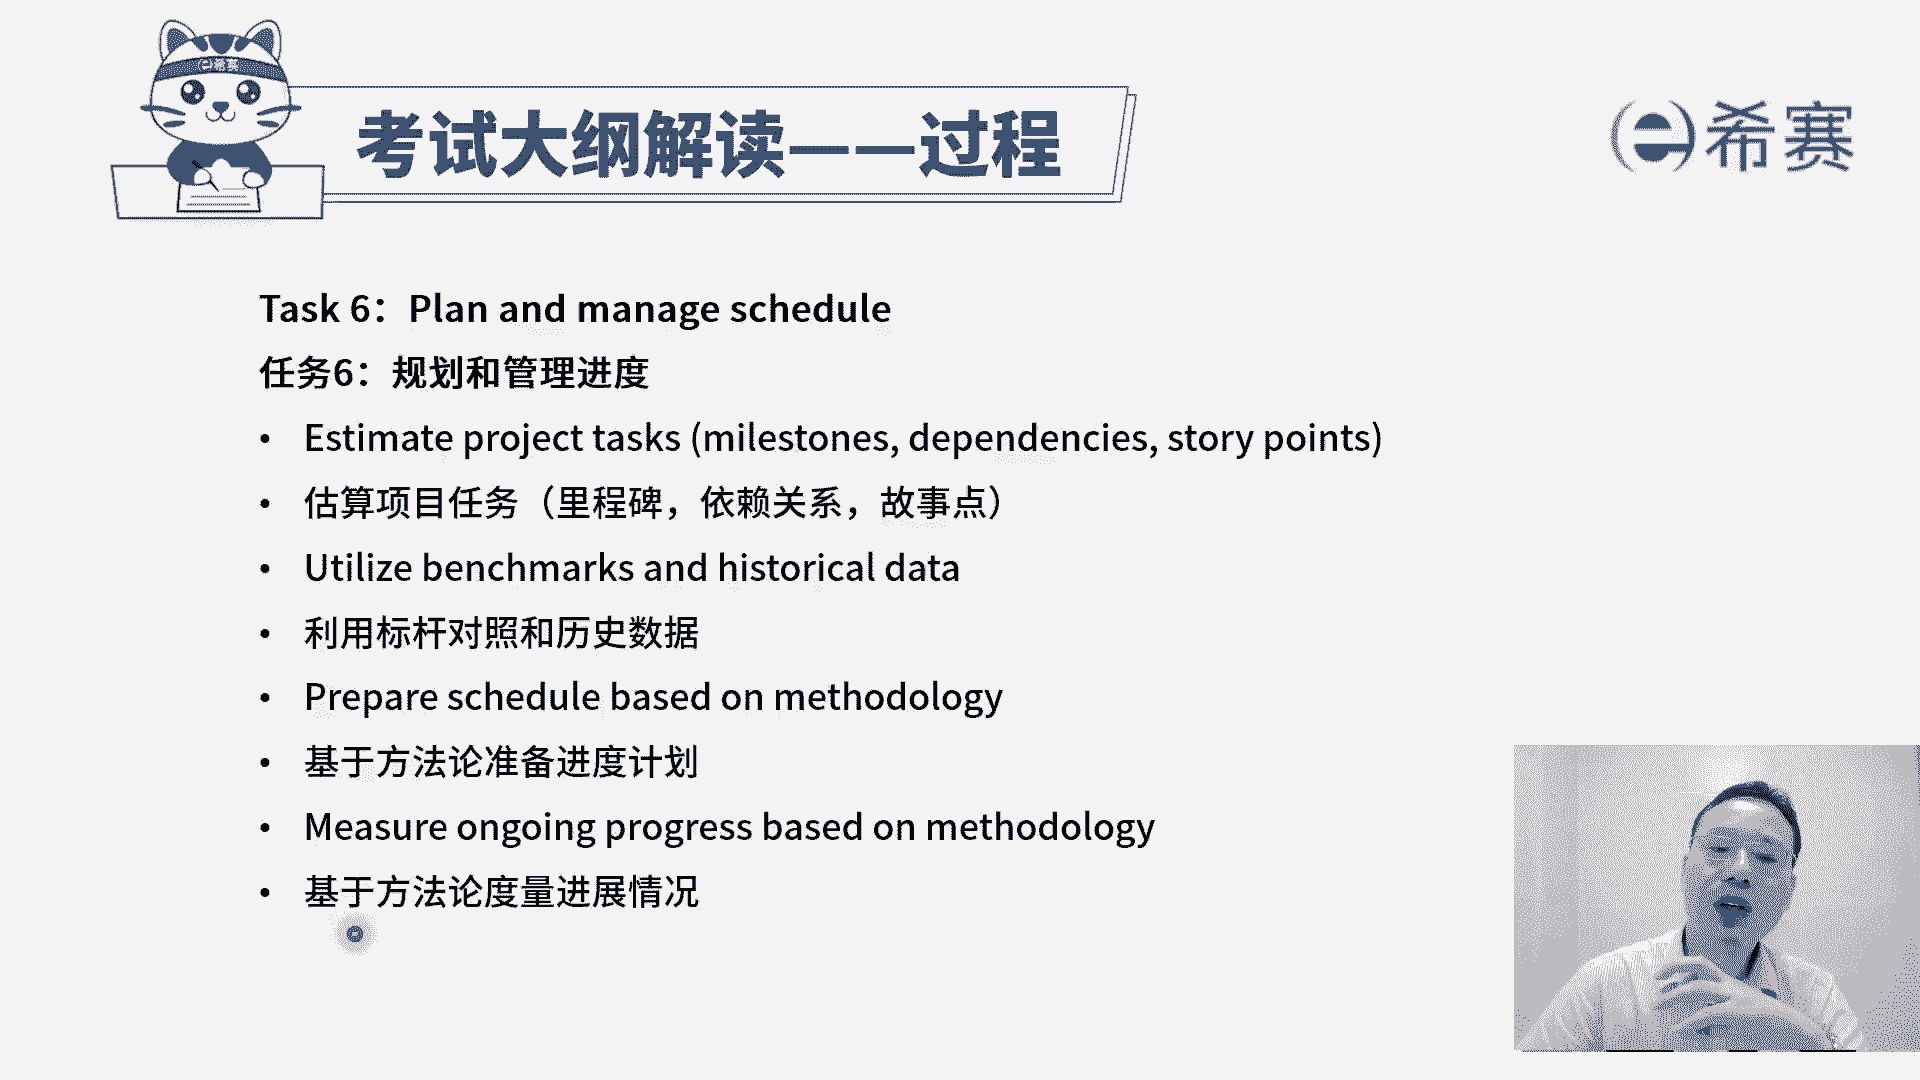 e希赛
考试大纲解读——过程
e希赛
Task 6：Plan and manage schedule
任务6：规划和管理进度
• Estimate project tasks (milestones, dependencies, story points)
• 估算项目任务（里程碑，依赖关系，故事点）
• Utilize benchmarks and historical data
• 利用标杆对照和历史数据
• Prepare schedule based on methodology
• 基于方法论准备进度计划
• Measure ongoing progress based on methodology
• 基于方法论度量进展情况